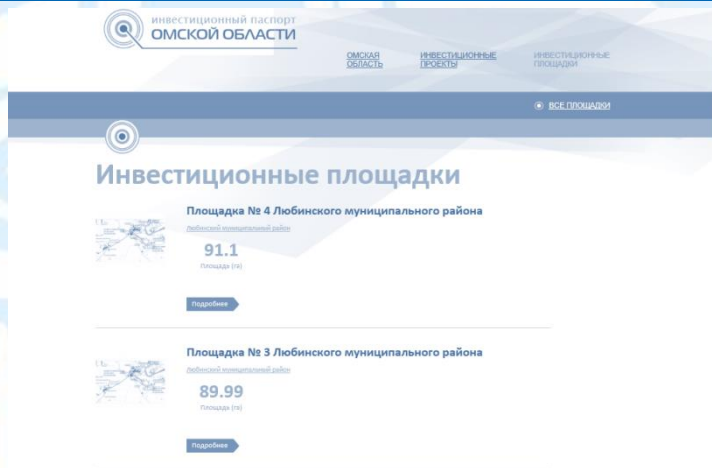 инвестиционный паспорт
ОМСКОЙ ОБЛАСТИ
ОМСКАЯ
ОБЛАСТЬ
ИНВЕСТИЦИОННЫЕ
ПРОЕКТЫ
ИНВЕСТИЦИОННЫЕ
ПЛОЩАДКИ
ВСЕ ПЛОЩАДКИ
Инвестиционные площадки
Площадка № 4 Любинского муниципального района
Любинский муниципальный район
91.1
Площадь (га)
Подробнее
Площадка № 3 Любинского муниципального района
Любинский муниципальный район
89.99
Площадь (га)
Подробнее